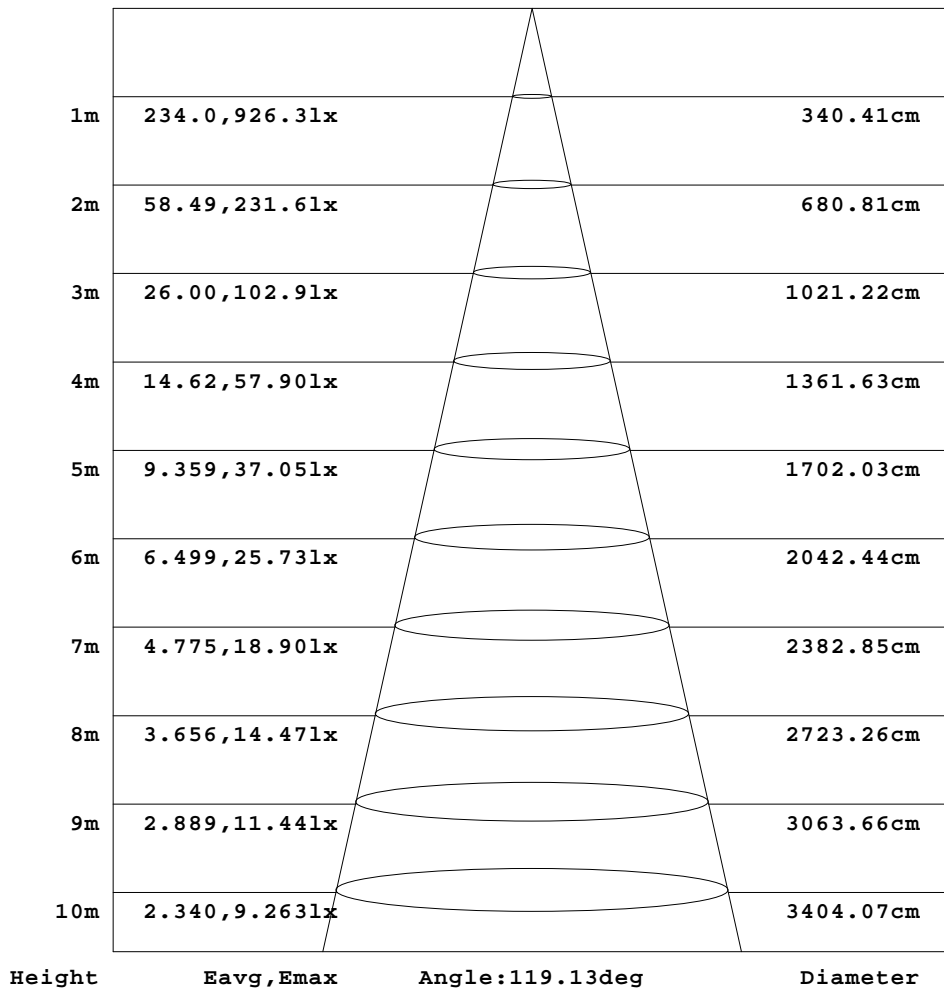 1m 234.0,926.3lx 340.41cm
2m 58.49,231.6lx 680.81cm
3m 26.00,102.9lx 1021.22cm
4m 14.62,57.90lx 1361.63cm
5m 9.359,37.05lx 1702.03cm
6m 6.499,25.73lx 2042.44cm
7m 4.775,18.90lx 2382.85cm
8m 3.656,14.47lx 2723.26cm
9m 2.889,11.44lx 3063.66cm
10m 2.340,9.263lx 3404.07cm
Height Eavg,Emax Angle:119.13deg Diameter